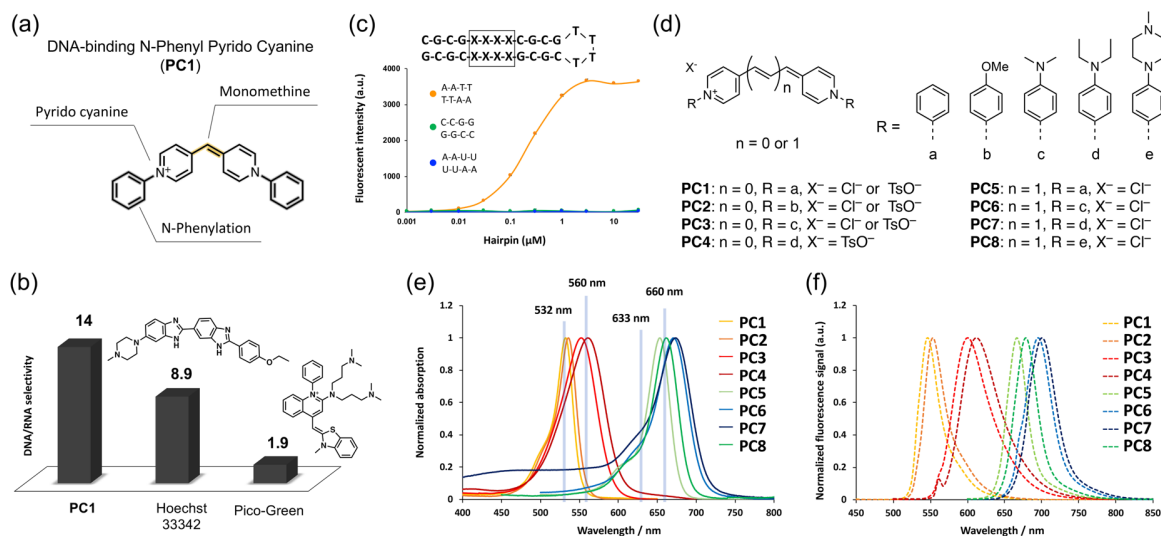 (a)
DNA-binding N-Phenyl Pyrido Cyanine
(PC1)
Monomethine
Pyrido cyanine
N⁺
N
N-Phenylation
(b)
14
8.9
1.9
DNA/RNA selectivity
PC1
Hoechst
33342
Pico-Green
(c)
C-G-C-G-X-X-X-X-C-G-C-G
G-C-G-C-X-X-X-X-G-C-G-C
T T
T T
Fluorescent intensity (a.u.)
4000
3000
2000
1000
0
A-A-T-T
T-T-A-A
C-C-G-G
G-G-C-C
A-A-U-U
U-U-A-A
0.001 0.01 0.1 1 10
Hairpin (μM)
(d)
X⁻
R
N⁺
n
N
R
n = 0 or 1
R =
OMe
a b c d e
PC1: n = 0, R = a, X⁻ = Cl⁻ or TsO⁻
PC2: n = 0, R = b, X⁻ = Cl⁻ or TsO⁻
PC3: n = 0, R = c, X⁻ = Cl⁻ or TsO⁻
PC4: n = 0, R = d, X⁻ = TsO⁻
PC5: n = 1, R = a, X⁻ = Cl⁻
PC6: n = 1, R = c, X⁻ = Cl⁻
PC7: n = 1, R = d, X⁻ = Cl⁻
PC8: n = 1, R = e, X⁻ = Cl⁻
(e)
532 nm
560 nm
633 nm
660 nm
Normalized absorption
1.2
1
0.8
0.6
0.4
0.2
0
400 450 500 550 600 650 700 750 800
Wavelength / nm
PC1
PC2
PC3
PC4
PC5
PC6
PC7
PC8
(f)
Normalized fluorescence signal (a.u.)
1.2
1
0.8
0.6
0.4
0.2
0
450 500 550 600 650 700 750 800 850
Wavelength / nm
PC1
PC2
PC3
PC4
PC5
PC6
PC7
PC8